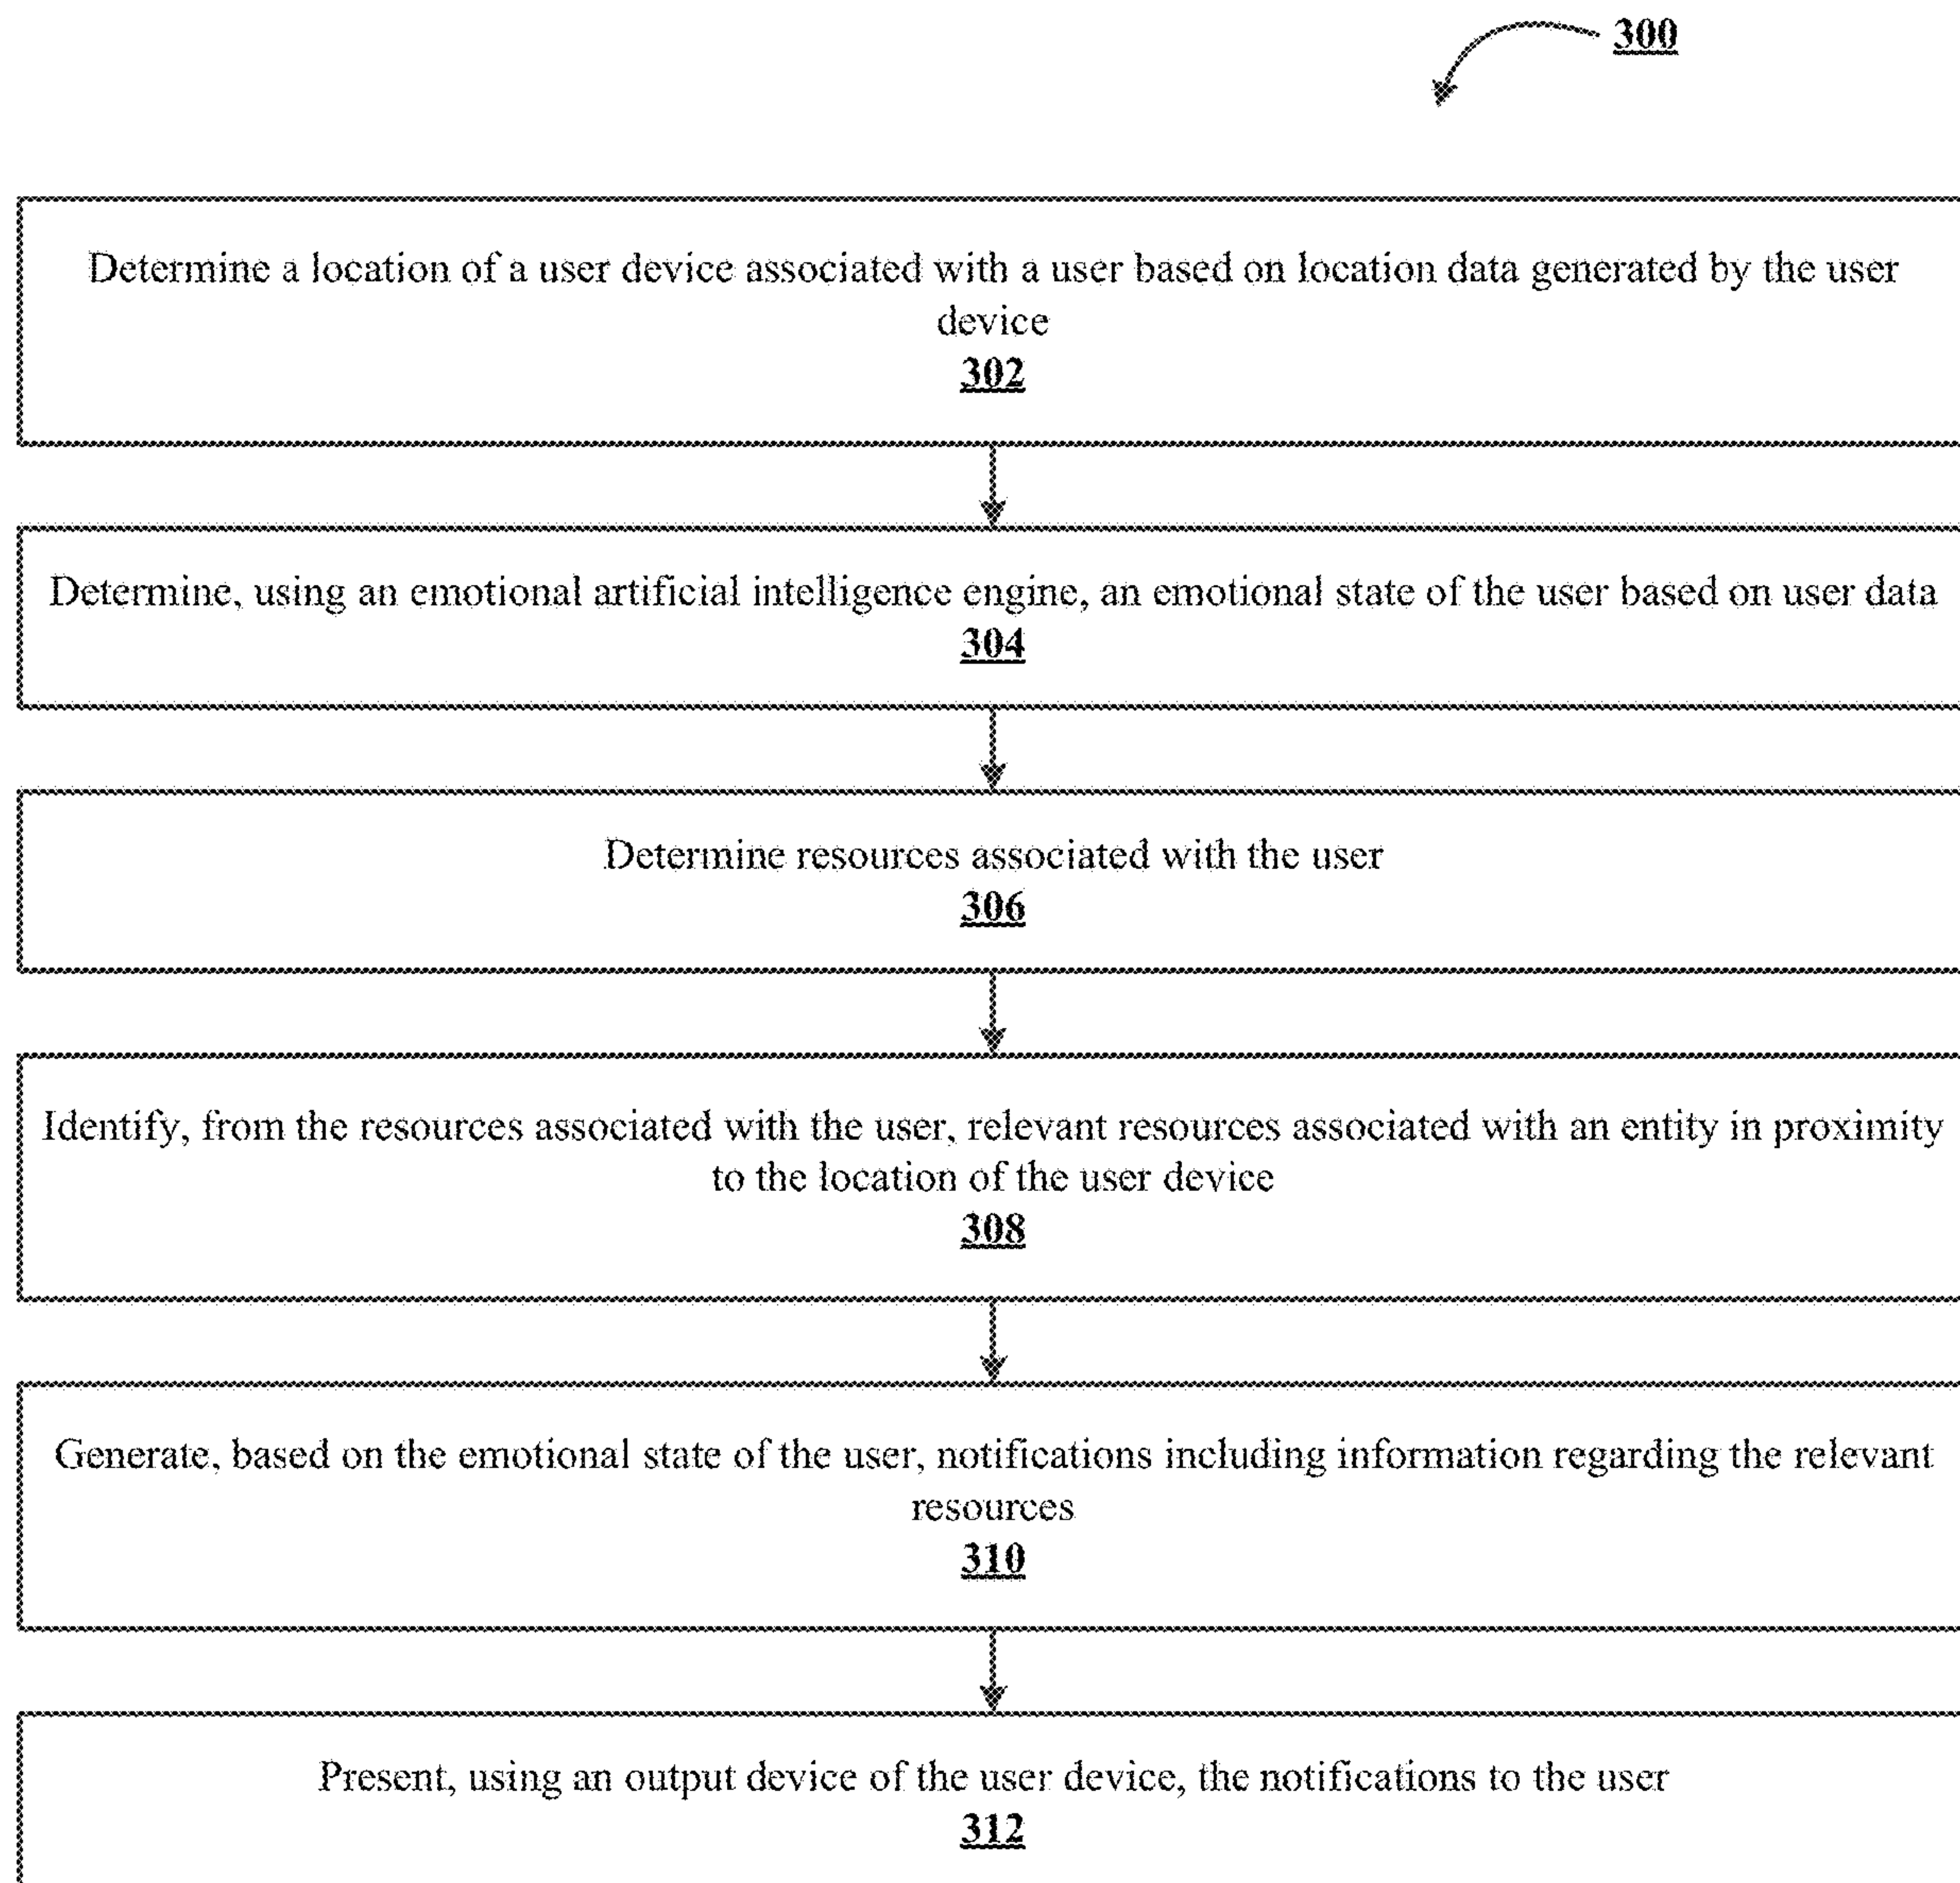 300
Determine a location of a user device associated with a user based on location data generated by the user
device
302
Determine, using an emotional artificial intelligence engine, an emotional state of the user based on user data
304
Determine resources associated with the user
306
Identify, from the resources associated with the user, relevant resources associated with an entity in proximity
to the location of the user device
308
Generate, based on the emotional state of the user, notifications including information regarding the relevant
resources
310
Present, using an output device of the user device, the notifications to the user
312